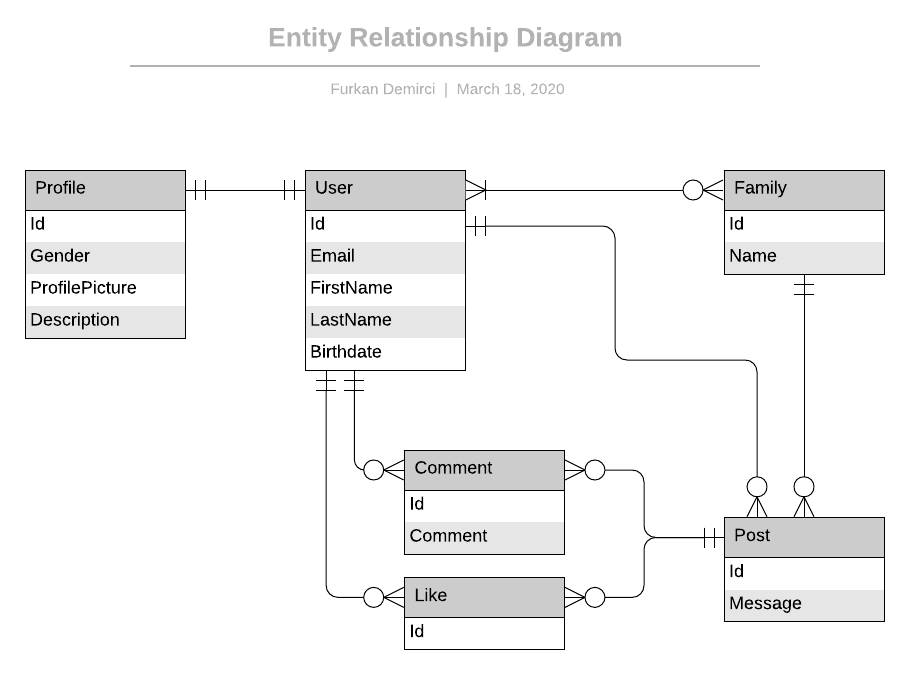 Entity Relationship Diagram
Furkan Demirci | March 18, 2020
Profile
Id
Gender
ProfilePicture
Description
User
Id
Email
FirstName
LastName
Birthdate
Family
Id
Name
Comment
Id
Comment
Like
Id
Post
Id
Message